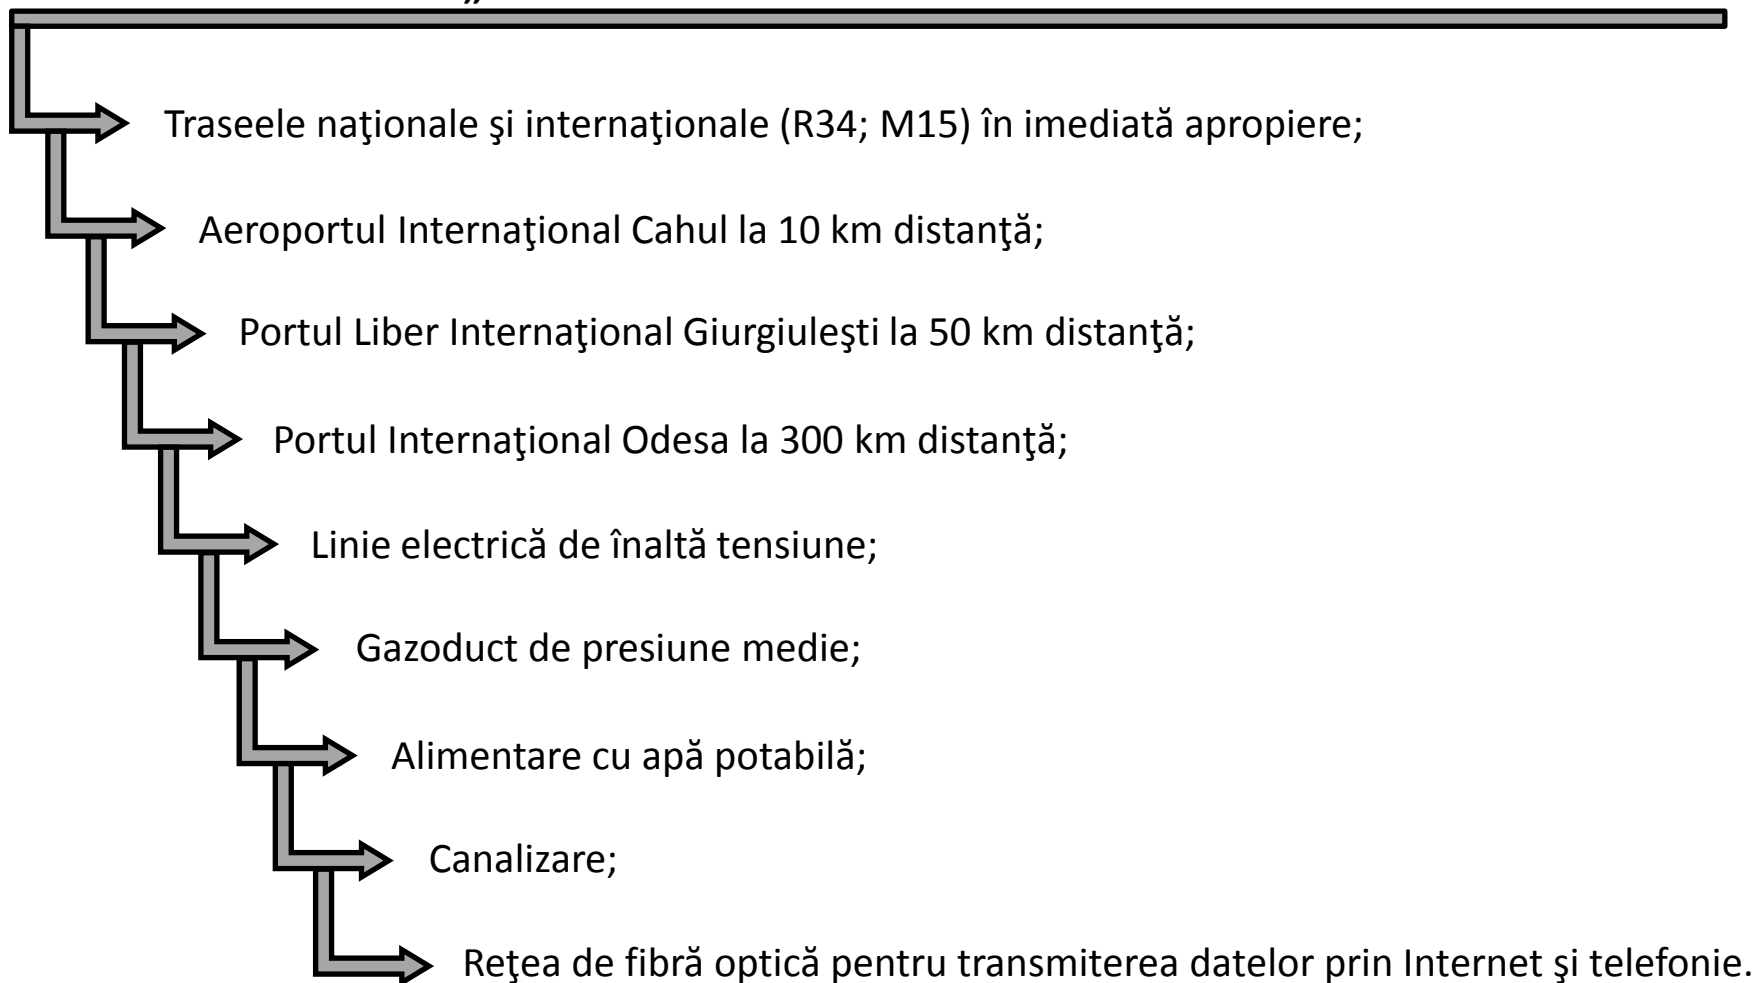 Traseele naţionale şi internaţionale (R34; M15) în imediată apropiere;
Aeroportul Internaţional Cahul la 10 km distanţă;
Portul Liber Internaţional Giurgiuleşti la 50 km distanţă;
Portul Internaţional Odesa la 300 km distanţă;
Linie electrică de înaltă tensiune;
Gazoduct de presiune medie;
Alimentare cu apă potabilă;
Canalizare;
Reţea de fibră optică pentru transmiterea datelor prin Internet şi telefonie.